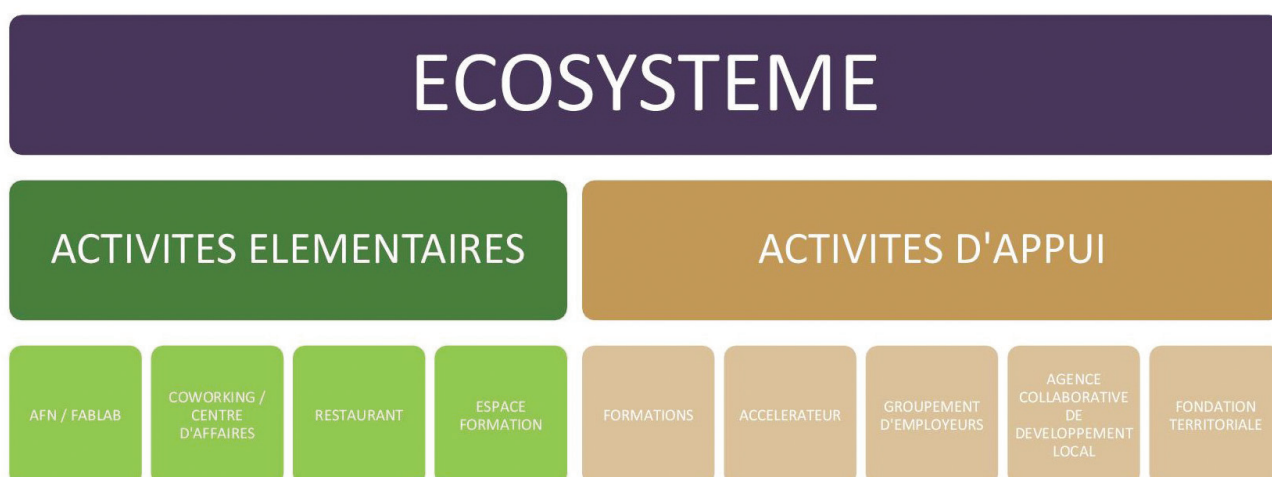 ECOSYSTEME
ACTIVITES ELEMENTAIRES
ACTIVITES D'APPUI
AFN / FABLAB
COWORKING /
CENTRE
D'AFFAIRES
RESTAURANT
ESPACE
FORMATION
FORMATIONS
ACCELERATEUR
GROUPEMENT
D'EMPLOYEURS
AGENCE
COLLABORATIVE
DE
DEVELOPPEMENT
LOCAL
FONDATION
TERRITORIALE